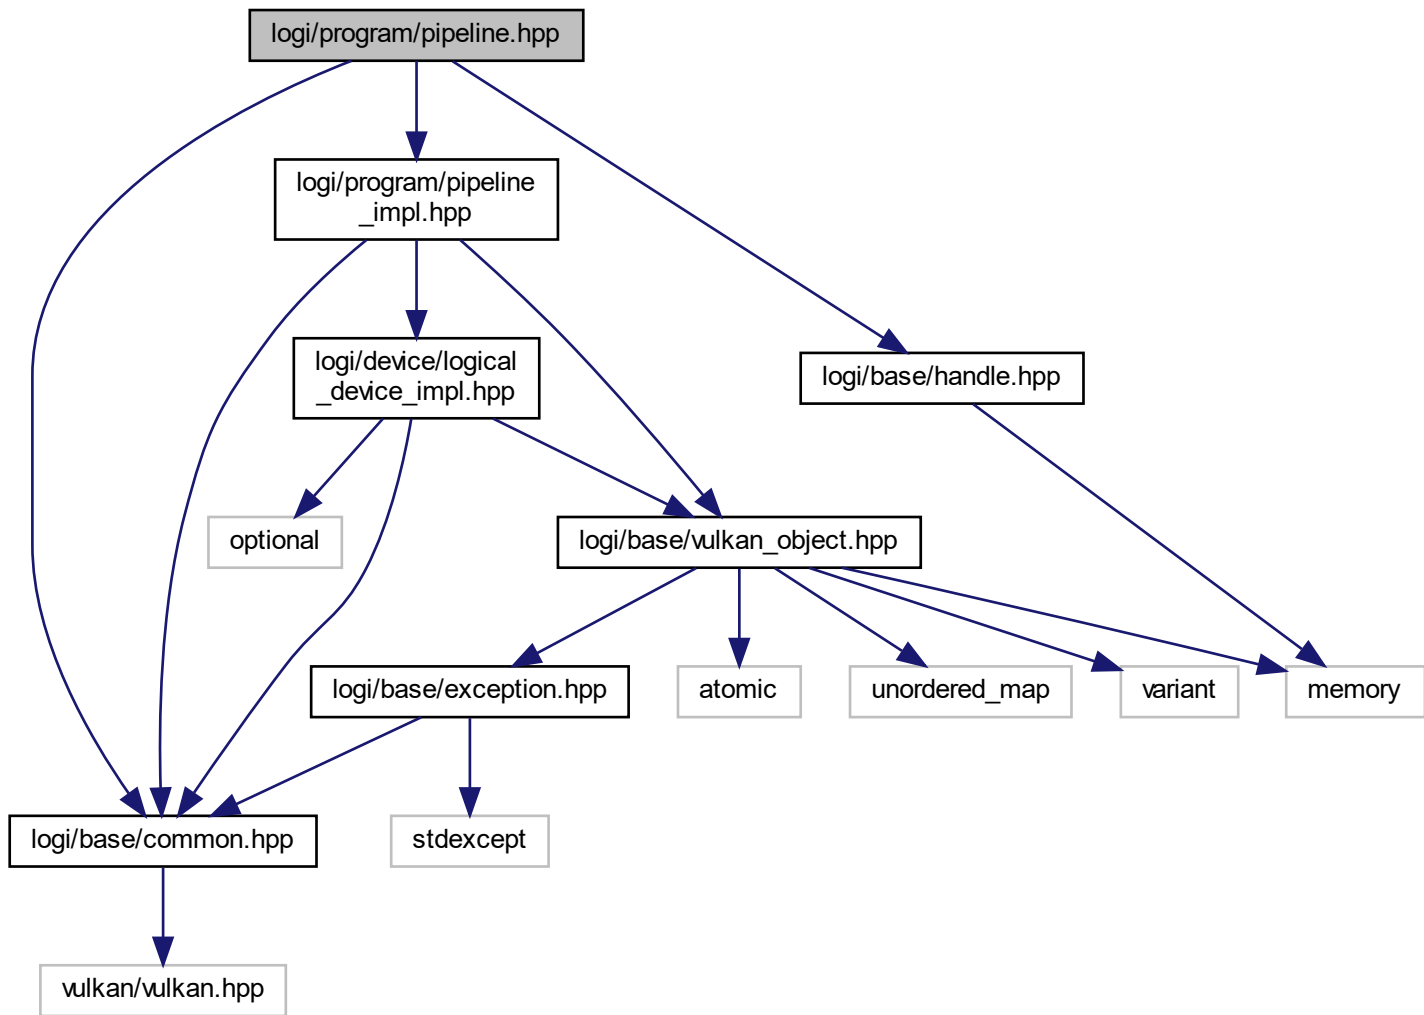 logi/program/pipeline.hpp
logi/program/pipeline
_impl.hpp
logi/device/logical
_device_impl.hpp
logi/base/handle.hpp
optional
logi/base/vulkan_object.hpp
logi/base/exception.hpp
atomic
unordered_map
variant
memory
logi/base/common.hpp
stdexcept
vulkan/vulkan.hpp